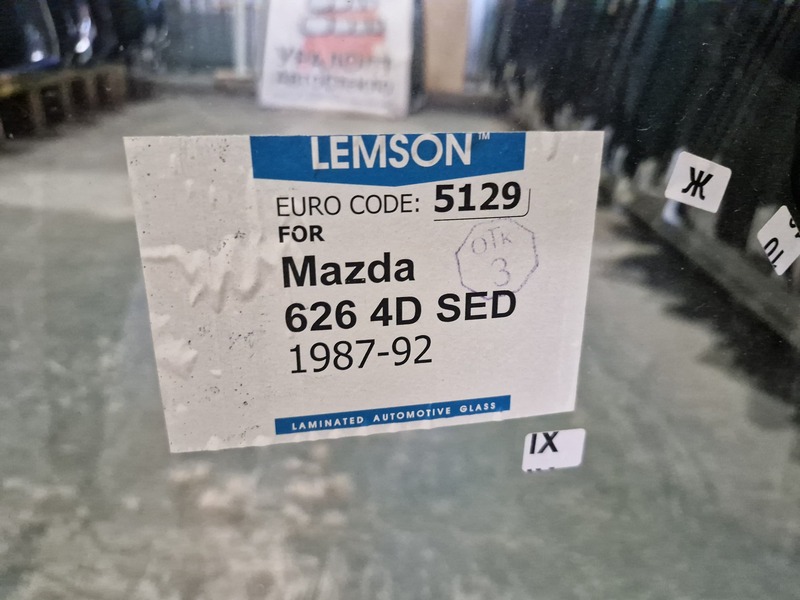 LEMSON™
EURO CODE: 5129
FOR
Mazda
626 4D SED
1987-92
ОТК
3
LAMINATED AUTOMOTIVE GLASS
Ж
IX